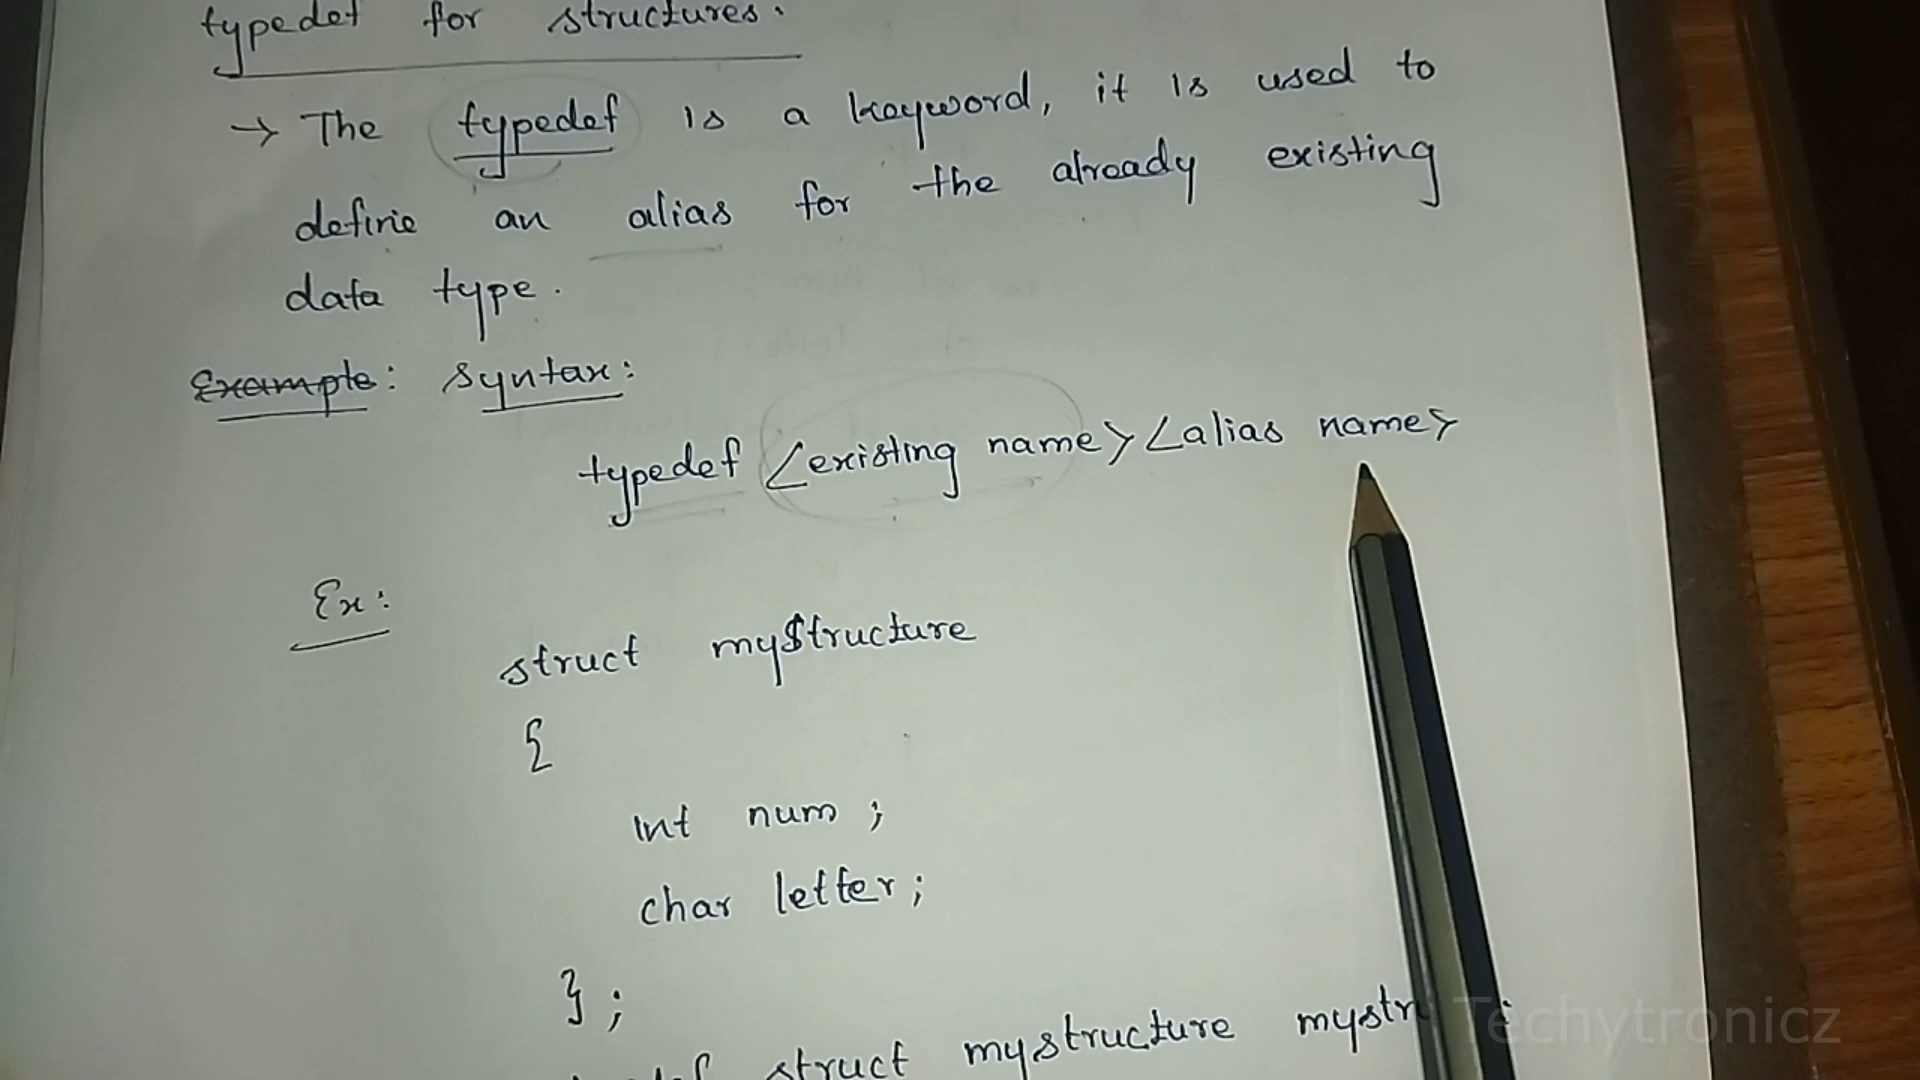 typedef for structures.
→ The typedef is a keyword, it is used to
define an alias for the already existing
data type.
Example: syntax:
typedef <existing name> <alias name>
Ex:
struct myStructure
{
int num ;
char letter;
} ;
struct mystructure
Techytronicz